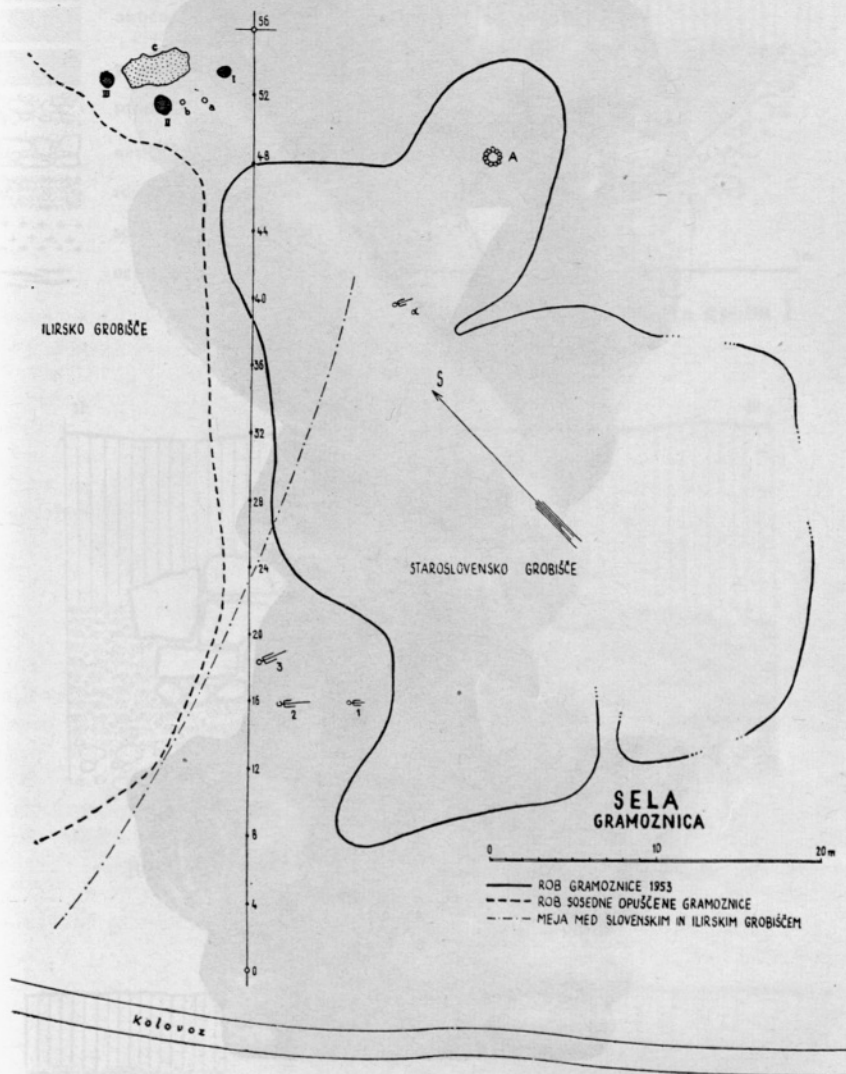 56
c
III
I
52
II
b
a
48
A
44
40
α
ILIRSKO GROBIŠČE
36
S
32
28
STAROSLOVENSKO GROBIŠČE
24
20
3
16
2
1
12
SELA
GRAMOZNICA
8
0 10 20 m
ROB GRAMOZNICE 1953
ROB SOSEDNE OPUŠČENE GRAMOZNICE
4
MEJA MED SLOVENSKIM IN ILIRSKIM GROBIŠČEM
0
Kolovoz